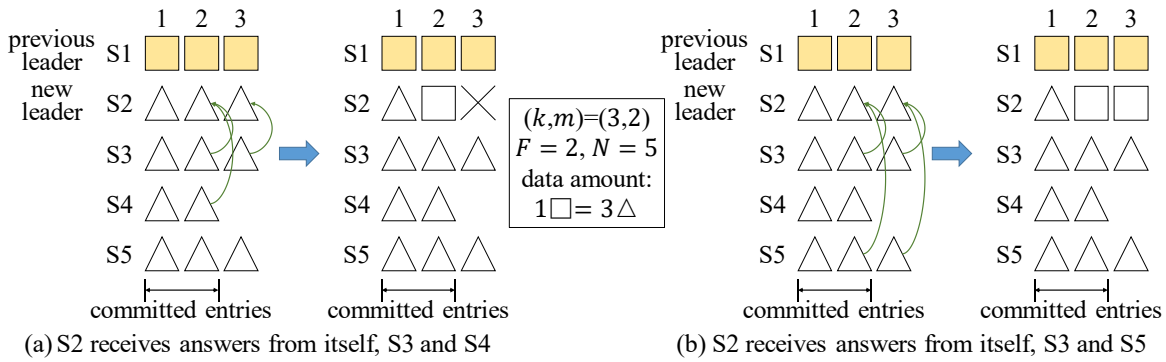 1 2 3
previous leader S1
new leader S2
S3
S4
S5
committed entries
(a) S2 receives answers from itself, S3 and S4
1 2 3
S1
S2
S3
S4
S5
committed entries
(k,m)=(3,2)
F = 2, N = 5
data amount:
1□= 3△
1 2 3
previous leader S1
new leader S2
S3
S4
S5
committed entries
(b) S2 receives answers from itself, S3 and S5
1 2 3
S1
S2
S3
S4
S5
committed entries